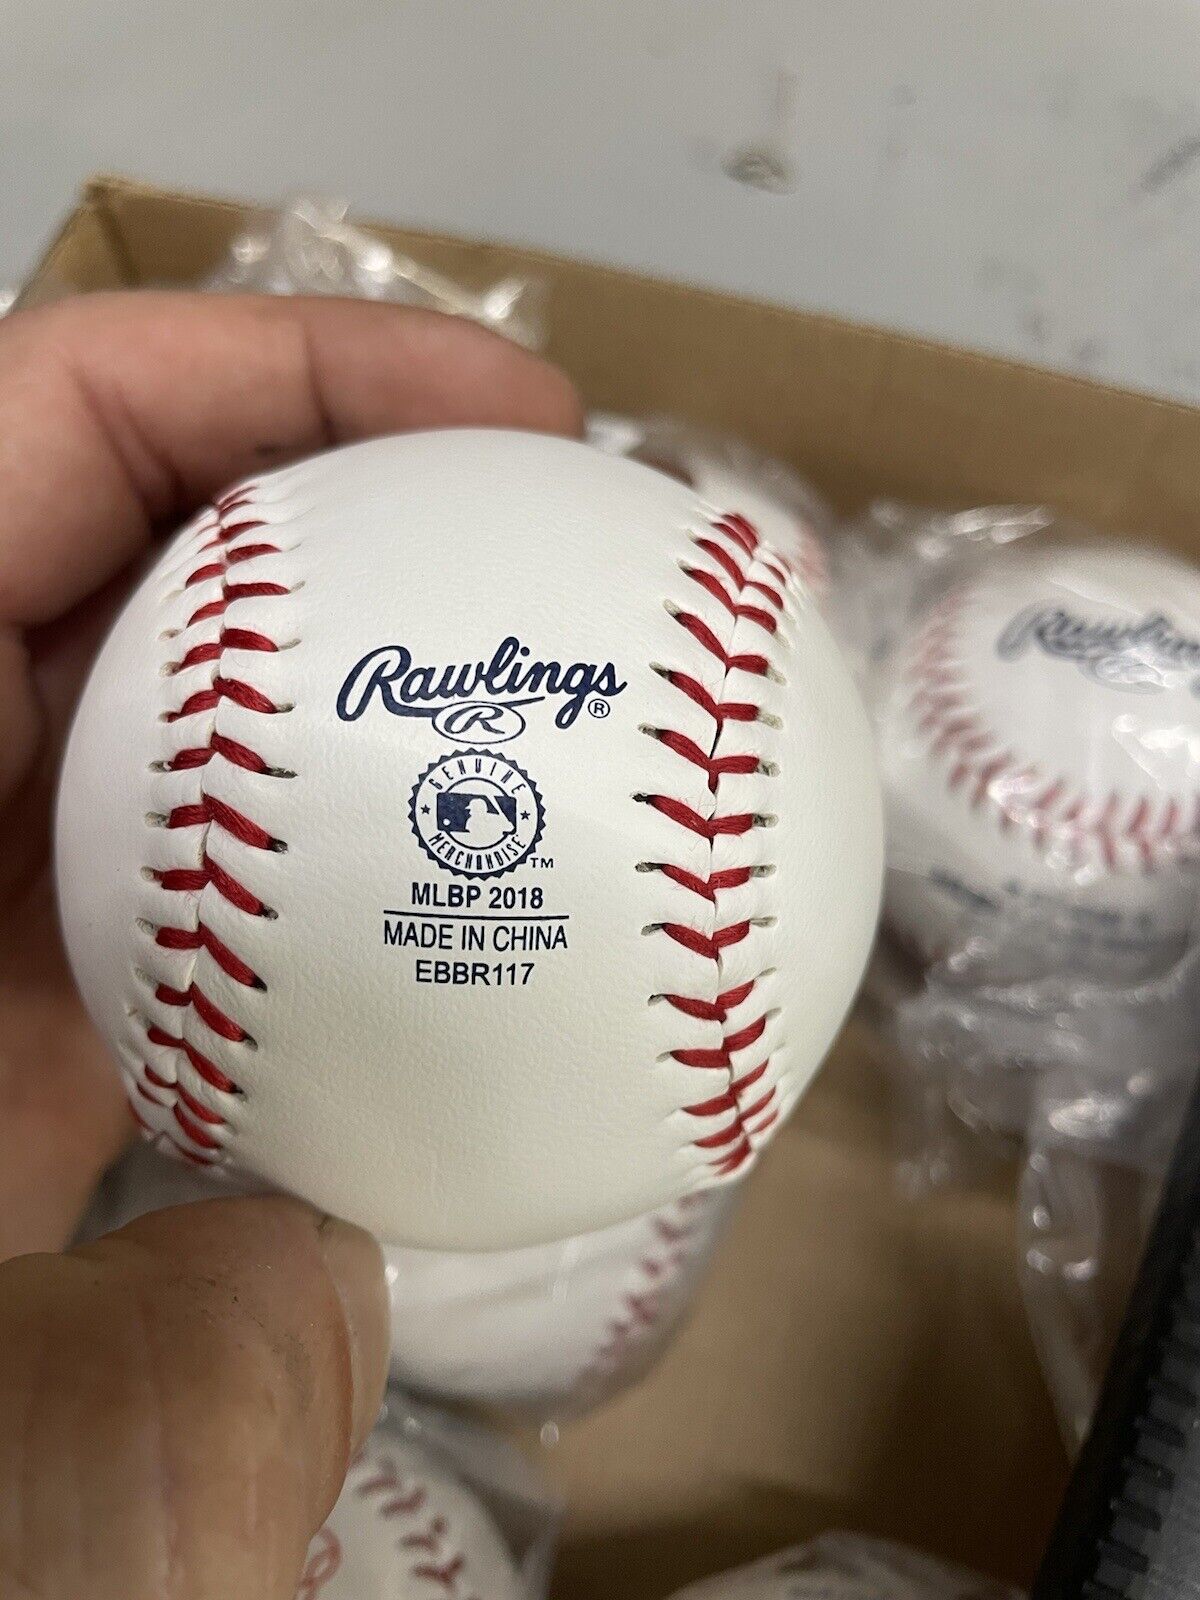 Rawlings®
R
GENUINE
MERCHANDISE
TM
MLBP 2018
MADE IN CHINA
EBBR117
Rawlings